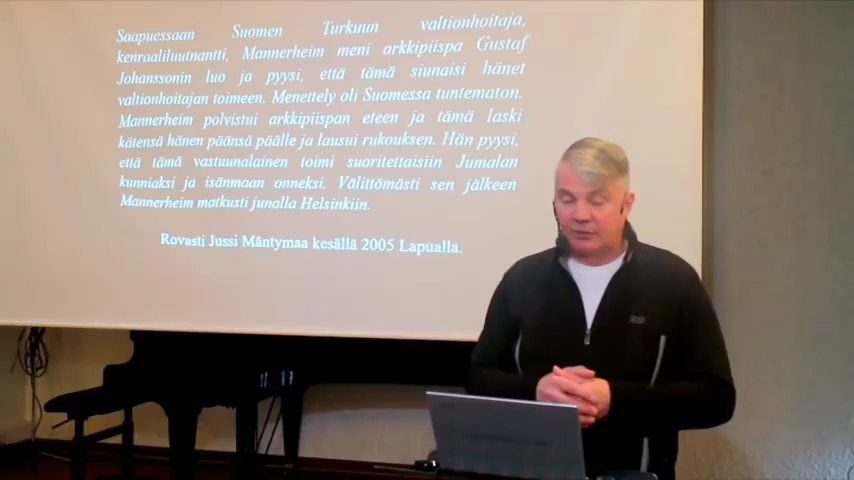 Saapuessaan Suomen Turkuun valtionhoitaja,
kenraaliluutnantti, Mannerheim meni arkkipiispa Gustaf
Johanssonin luo ja pyysi, että tämä siunaisi hänet
valtionhoitajan toimeen. Menettely oli Suomessa tuntematon.
Mannerheim polvistui arkkipiispan eteen ja tämä laski
kätensä hänen päänsä päälle ja lausui rukouksen. Hän pyysi,
että tämä vastuunalainen toimi suoritettaisiin Jumalan
kunniaksi ja isänmaan onneksi. Välittömästi sen jälkeen
Mannerheim matkusti junalla Helsinkiin.
Rovasti Jussi Mäntymaa kesällä 2005 Lapualla.